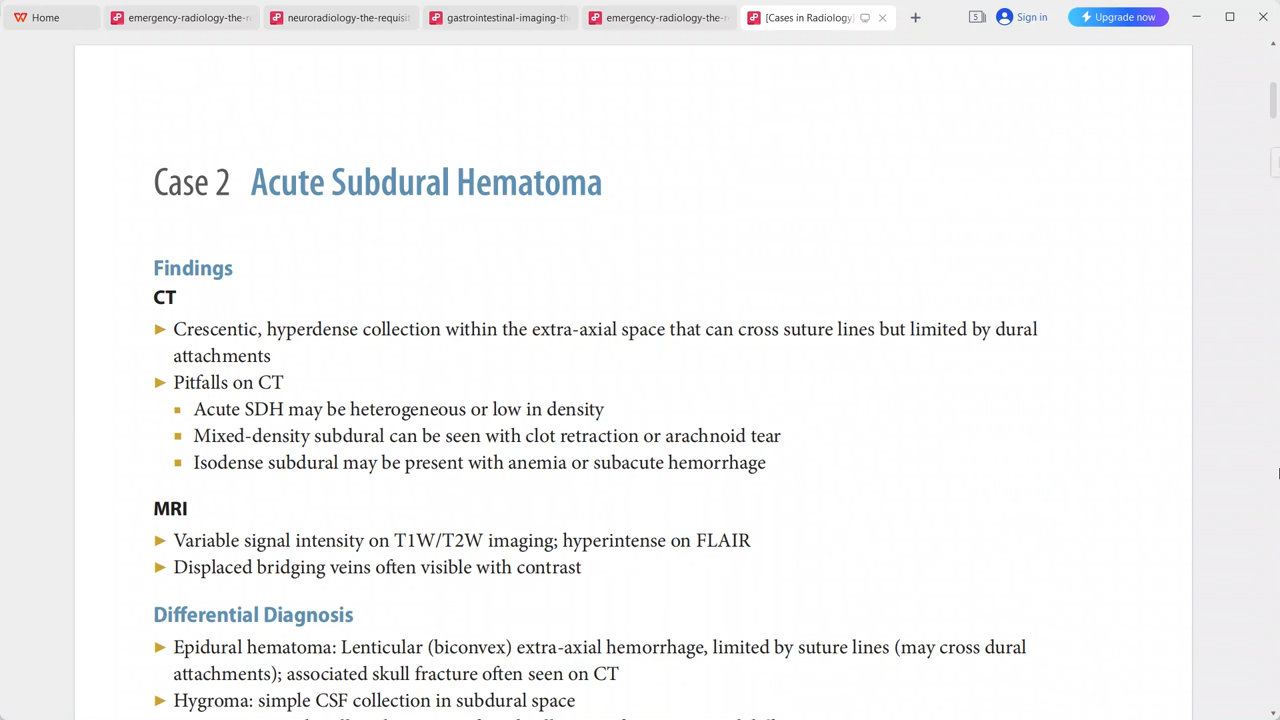 Home
emergency-radiology-the-r
neuroradiology-the-requisit
gastrointestinal-imaging-th
emergency-radiology-the-r
[Cases in Radiology]
5
Sign in
Upgrade now
Case 2 Acute Subdural Hematoma
Findings
CT
► Crescentic, hyperdense collection within the extra-axial space that can cross suture lines but limited by dural
attachments
► Pitfalls on CT
■ Acute SDH may be heterogeneous or low in density
■ Mixed-density subdural can be seen with clot retraction or arachnoid tear
■ Isodense subdural may be present with anemia or subacute hemorrhage
MRI
► Variable signal intensity on T1W/T2W imaging; hyperintense on FLAIR
► Displaced bridging veins often visible with contrast
Differential Diagnosis
► Epidural hematoma: Lenticular (biconvex) extra-axial hemorrhage, limited by suture lines (may cross dural
attachments); associated skull fracture often seen on CT
► Hygroma: simple CSF collection in subdural space